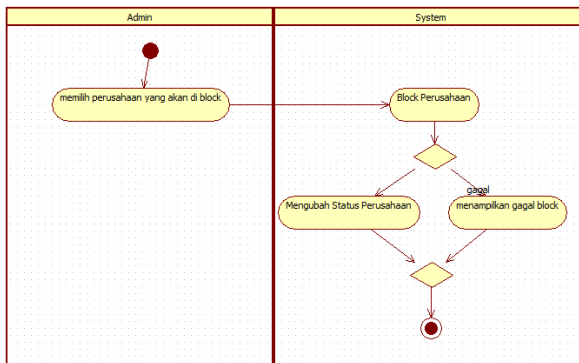 Admin
System
memilih perusahaan yang akan di block
Block Perusahaan
gagal
Mengubah Status Perusahaan
menampilkan gagal block